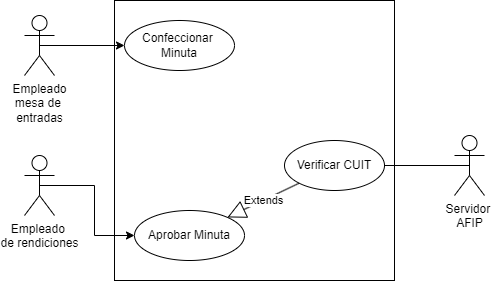 Confeccionar
Minuta
Empleado
mesa de
entradas
Verificar CUIT
Extends
Servidor
AFIP
Empleado
de rendiciones
Aprobar Minuta